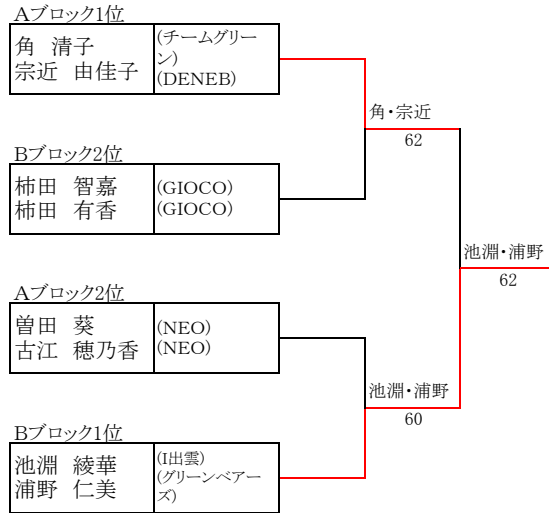 Aブロック1位
角 清子
宗近 由佳子
(チームグリー
ン)
(DENEB)
角・宗近
62
Bブロック2位
柿田 智嘉
柿田 有香
(GIOCO)
(GIOCO)
池淵・浦野
62
Aブロック2位
曽田 葵
古江 穂乃香
(NEO)
(NEO)
池淵・浦野
60
Bブロック1位
池淵 綾華
浦野 仁美
(I出雲)
(グリーンベアー
ズ)